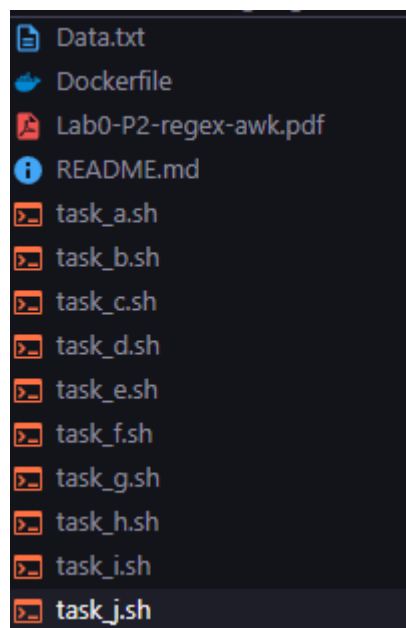 Data.txt
Dockerfile
Lab0-P2-regex-awk.pdf
README.md
task_a.sh
task_b.sh
task_c.sh
task_d.sh
task_e.sh
task_f.sh
task_g.sh
task_h.sh
task_i.sh
task_j.sh